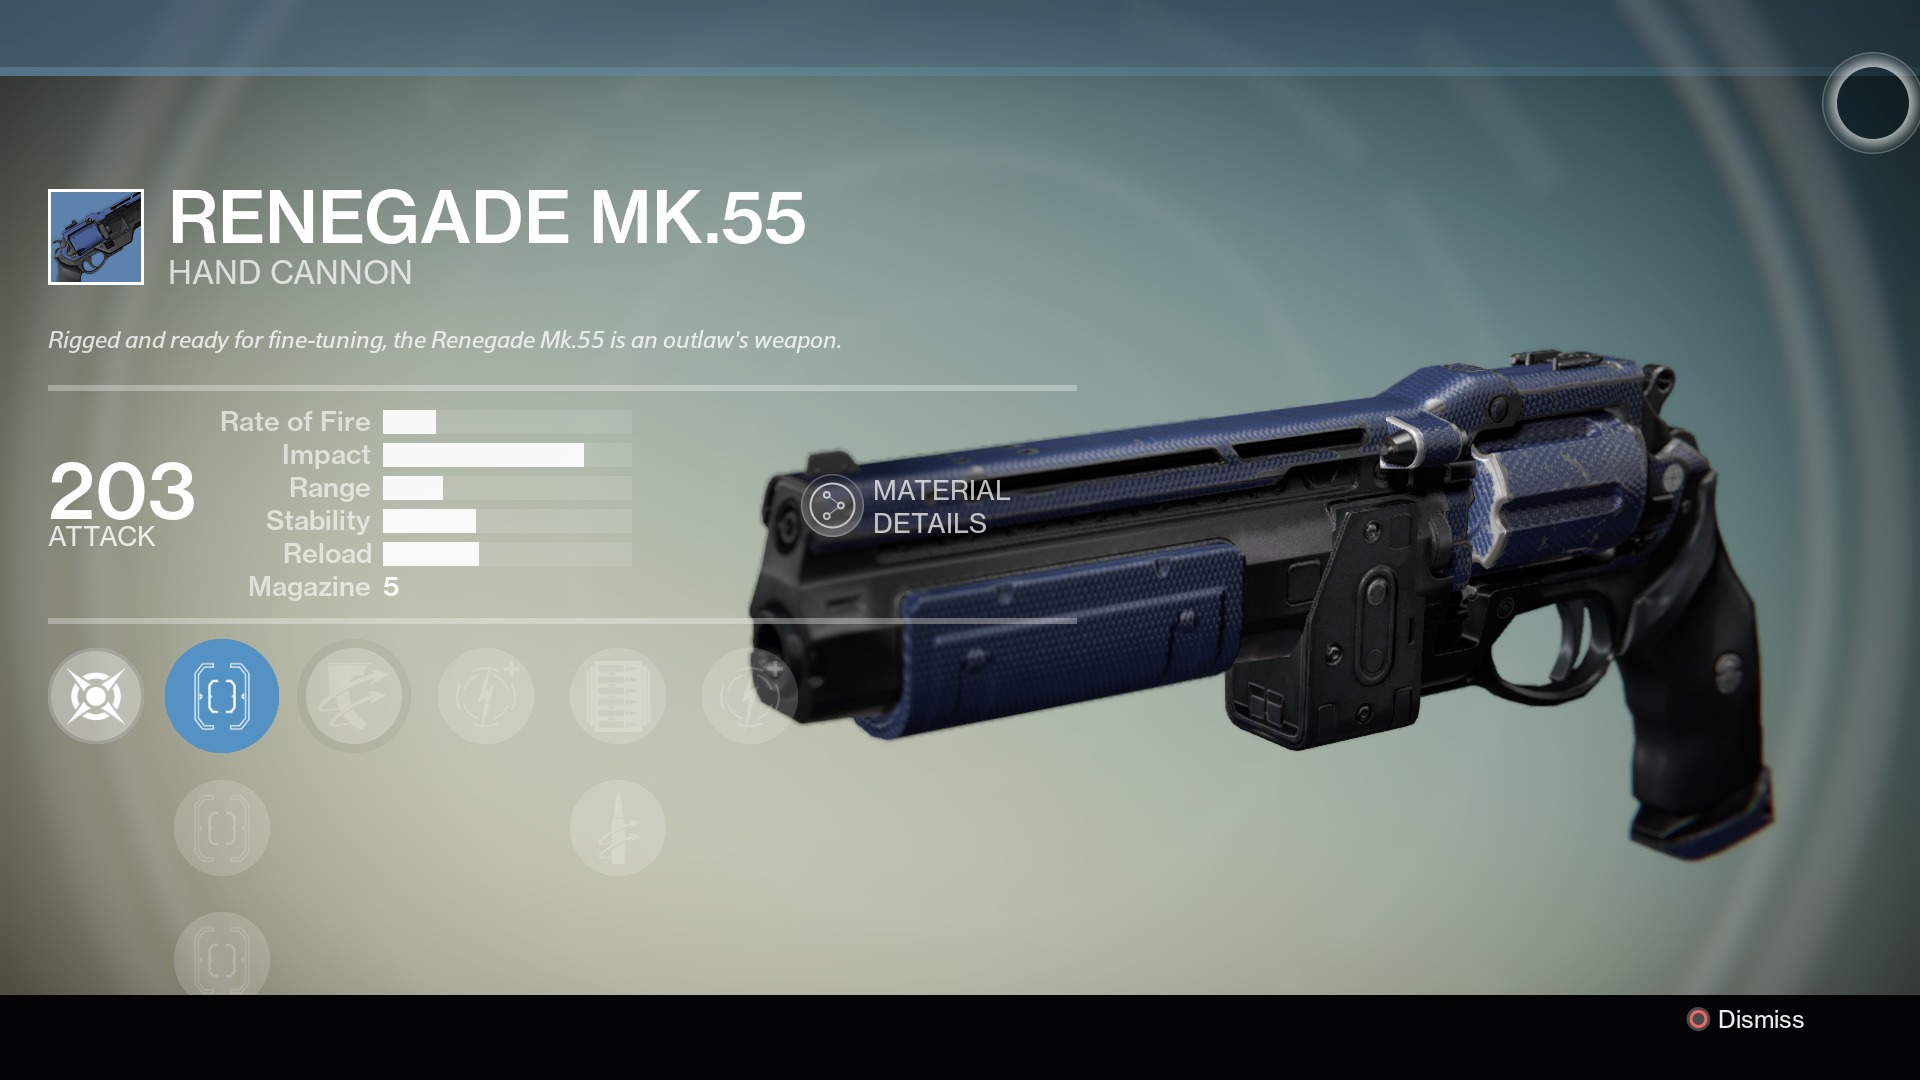 RENEGADE MK.55
HAND CANNON
Rigged and ready for fine-tuning, the Renegade Mk.55 is an outlaw's weapon.
203
ATTACK
Rate of Fire
Impact
Range
Stability
Reload
Magazine 5
MATERIAL
DETAILS
Dismiss